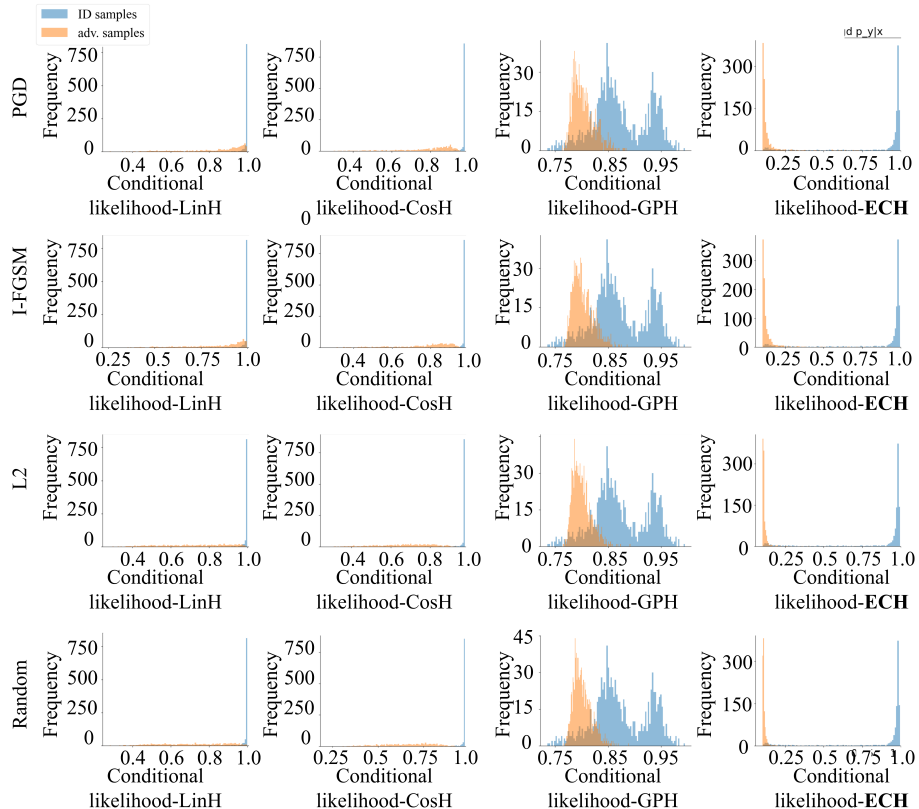 ID samples
adv. samples
d p_y|x
PGD
Frequency
750
500
250
0
0.4 0.6 0.8 1.0
Conditional
likelihood-LinH
Frequency
750
500
250
0
0.4 0.6 0.8 1.0
Conditional
likelihood-CosH
Frequency
30
15
0
0.75 0.85 0.95
Conditional
likelihood-GPH
Frequency
300
150
0
0.25 0.5 0.75 1.0
Conditional
likelihood-ECH
0
I-FGSM
Frequency
750
500
250
0
0.25 0.5 0.75 1.0
Conditional
likelihood-LinH
Frequency
750
500
250
0
0.4 0.6 0.8 1.0
Conditional
likelihood-CosH
Frequency
30
15
0
0.75 0.85 0.95
Conditional
likelihood-GPH
Frequency
300
200
100
0
0.25 0.5 0.75 1.0
Conditional
likelihood-ECH
L2
Frequency
750
500
250
0
0.4 0.6 0.8 1.0
Conditional
likelihood-LinH
Frequency
750
500
250
0
0.4 0.6 0.8 1.0
Conditional
likelihood-CosH
Frequency
45
30
15
0
0.75 0.85 0.95
Conditional
likelihood-GPH
Frequency
300
150
0
0.25 0.5 0.75 1.0
Conditional
likelihood-ECH
Random
Frequency
750
500
250
0
0.4 0.6 0.8 1.0
Conditional
likelihood-LinH
Frequency
750
500
250
0
0.25 0.5 0.75 1.0
Conditional
likelihood-CosH
Frequency
45
30
15
0
0.75 0.85 0.95
Conditional
likelihood-GPH
Frequency
300
150
0
0.25 0.5 0.75 1.0
Conditional
likelihood-ECH